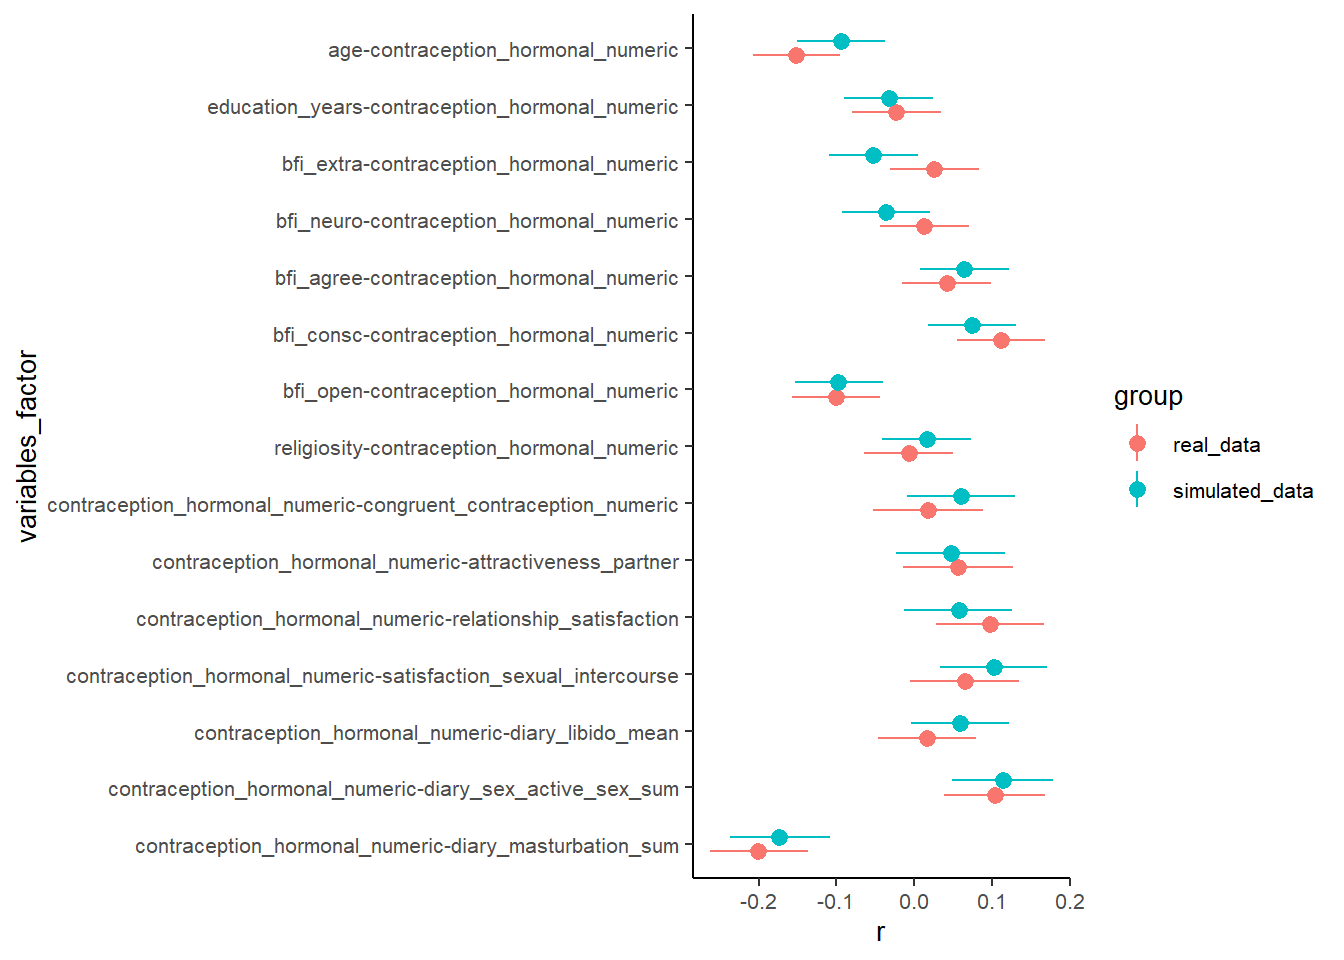 age-contraception_hormonal_numeric
education_years-contraception_hormonal_numeric
bfi_extra-contraception_hormonal_numeric
bfi_neuro-contraception_hormonal_numeric
bfi_agree-contraception_hormonal_numeric
bfi_consc-contraception_hormonal_numeric
bfi_open-contraception_hormonal_numeric
religiosity-contraception_hormonal_numeric
contraception_hormonal_numeric-congruent_contraception_numeric
contraception_hormonal_numeric-attractiveness_partner
contraception_hormonal_numeric-relationship_satisfaction
contraception_hormonal_numeric-satisfaction_sexual_intercourse
contraception_hormonal_numeric-diary_libido_mean
contraception_hormonal_numeric-diary_sex_active_sex_sum
contraception_hormonal_numeric-diary_masturbation_sum
variables_factor
-0.2 -0.1 0.0 0.1 0.2
r
group
real_data
simulated_data